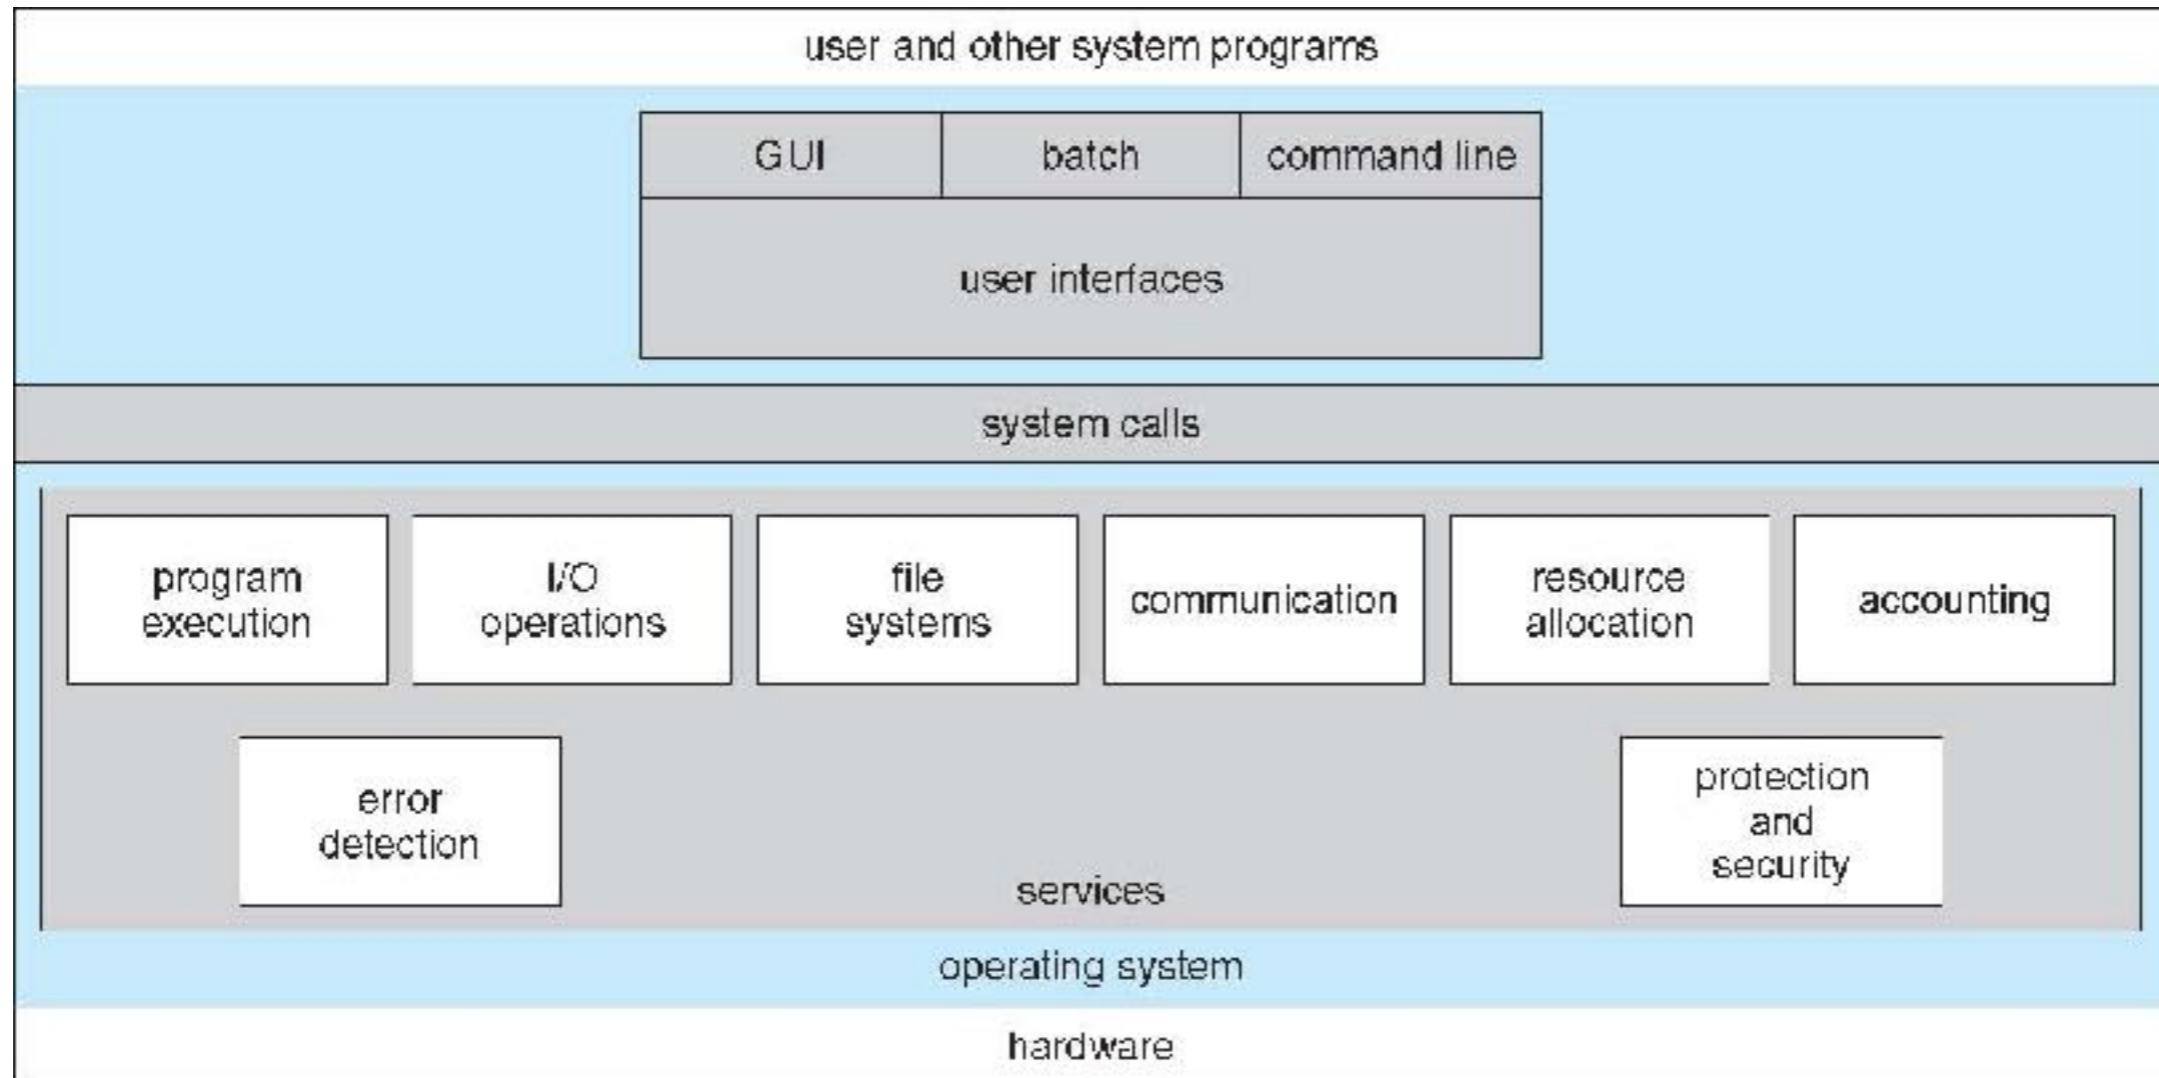 user and other system programs
GUI
batch
command line
user interfaces
system calls
program
execution
I/O
operations
file
systems
communication
resource
allocation
accounting
error
detection
protection
and
security
services
operating system
hardware